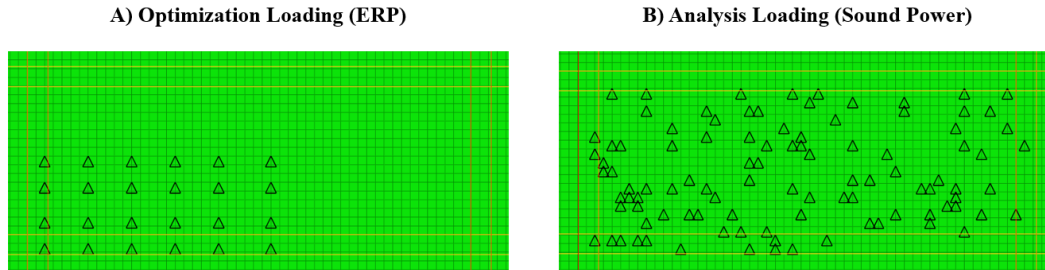 A) Optimization Loading (ERP)
B) Analysis Loading (Sound Power)